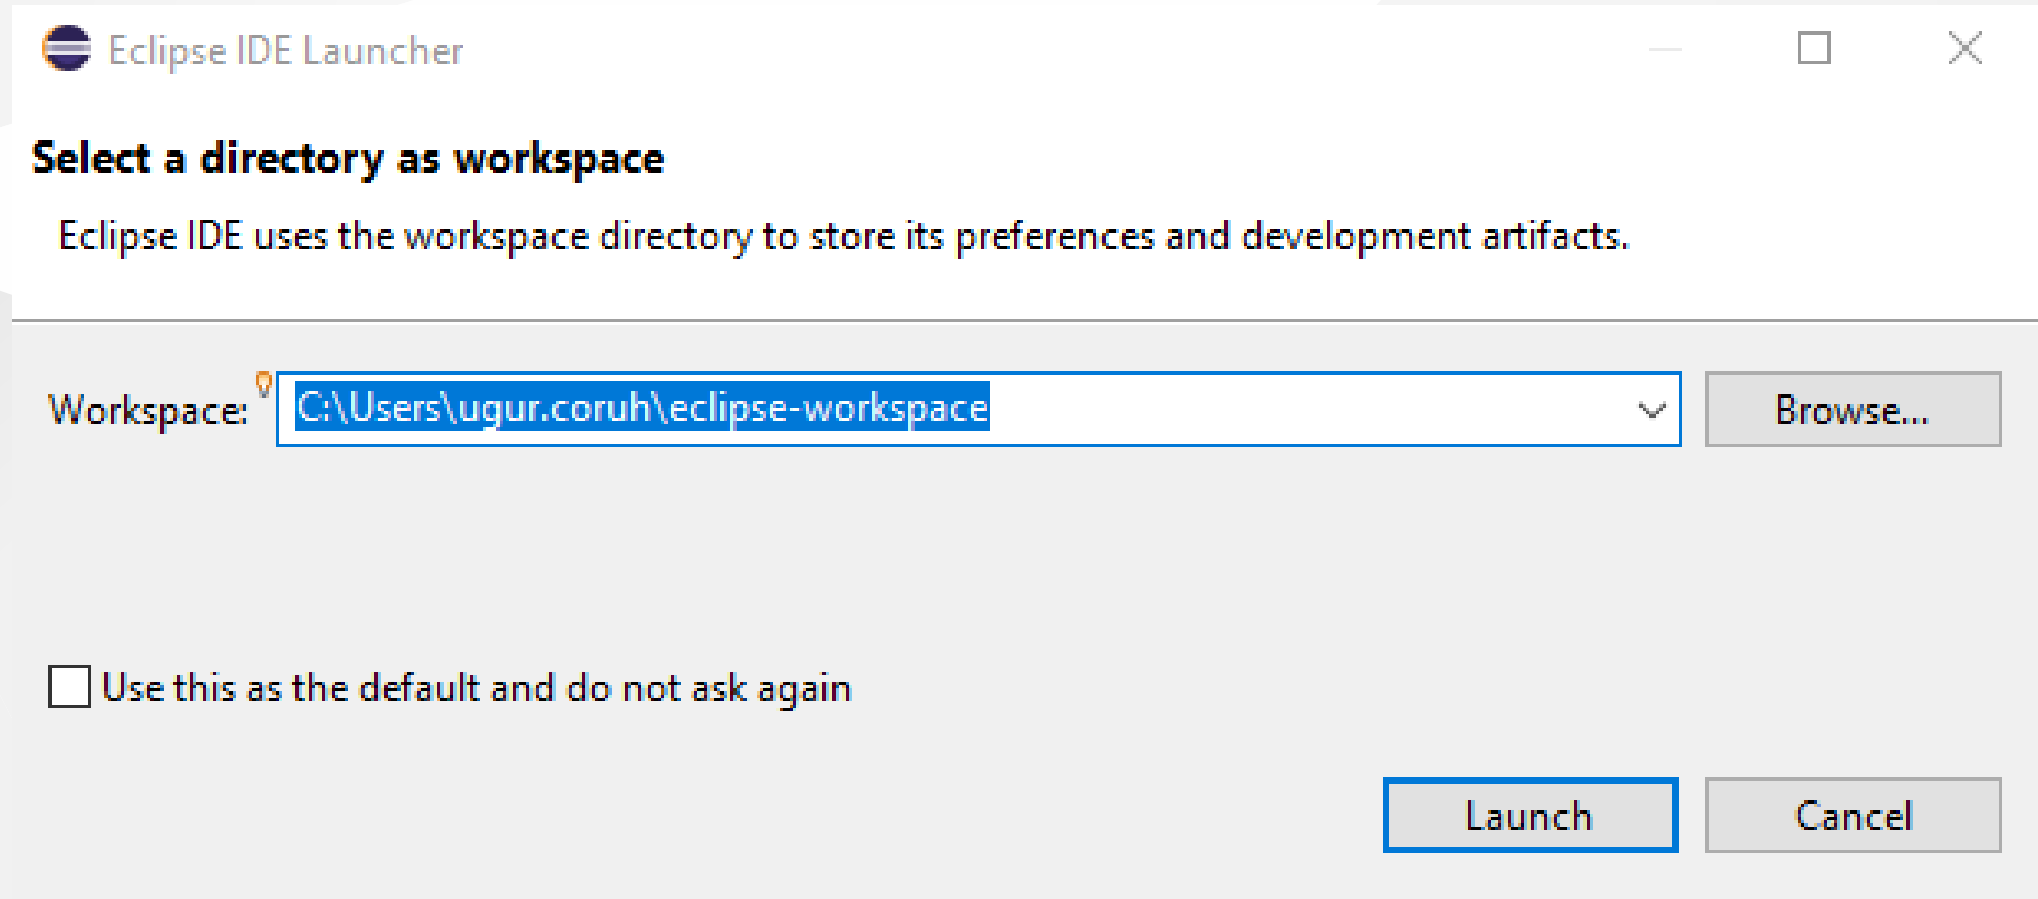 Eclipse IDE Launcher
Select a directory as workspace
Eclipse IDE uses the workspace directory to store its preferences and development artifacts.
Workspace: C:\Users\ugur.coruh\eclipse-workspace Browse...
Use this as the default and do not ask again
Launch Cancel